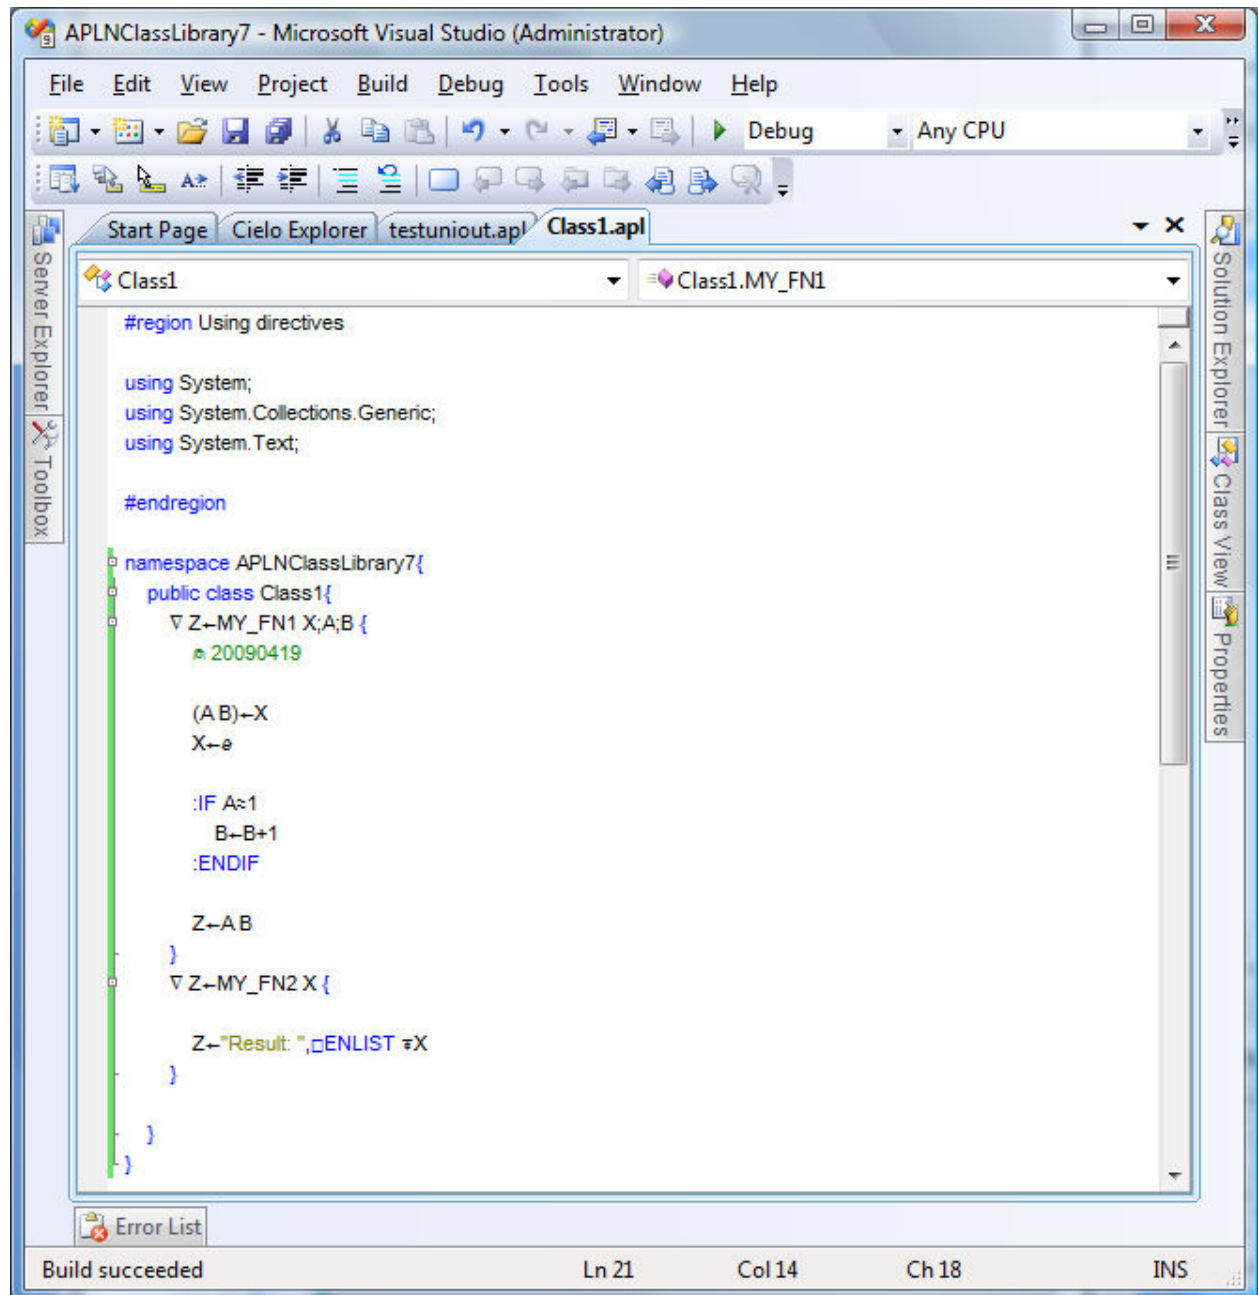 APLNClassLibrary7 - Microsoft Visual Studio (Administrator)
File Edit View Project Build Debug Tools Window Help
Debug Any CPU
Start Page Cielo Explorer testuniout.apl Class1.apl
Server Explorer
Toolbox
Solution Explorer
Class View
Properties
Class1 Class1.MY_FN1
#region Using directives
using System;
using System.Collections.Generic;
using System.Text;
#endregion
namespace APLNClassLibrary7{
public class Class1{
∇ Z←MY_FN1 X;A;B {
⍝ 20090419
(A B)←X
X←
:IF A≈1
B←B+1
:ENDIF
Z←A B
}
∇ Z←MY_FN2 X {
Z←"Result: ",⎕ENLIST ⍕X
}
}
}
Error List
Build succeeded Ln 21 Col 14 Ch 18 INS